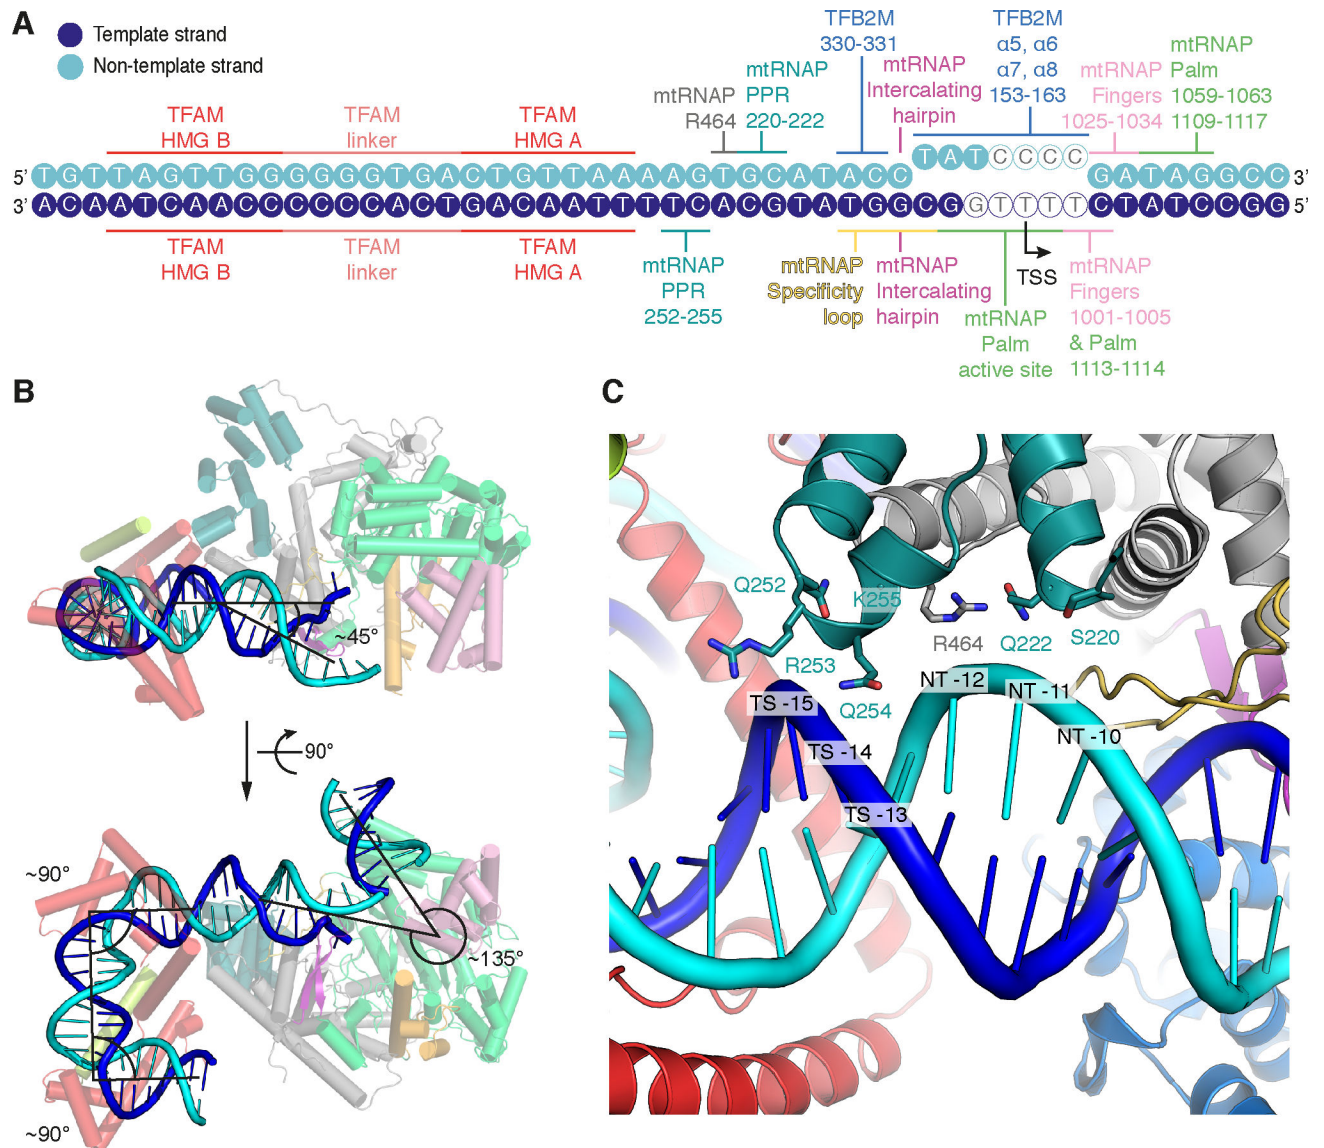 A
Template strand
Non-template strand
TFAM
HMG B
TFAM
linker
TFAM
HMG A
mtRNAP
R464
mtRNAP
PPR
220-222
TFB2M
330-331
mtRNAP
Intercalating
hairpin
TFB2M
α5, α6
α7, α8
153-163
mtRNAP
Fingers
1025-1034
mtRNAP
Palm
1059-1063
1109-1117
TATCCCC
5' TGTTAGTTGGGGGGTGACTGTTAAAAGTGCATACC GATAGGCC 3'
3' ACAATCAACCCCCCACTGACAATTTTCACGTATGGCGGTTTTCTATCCGG 5'
TFAM
HMG B
TFAM
linker
TFAM
HMG A
mtRNAP
PPR
252-255
mtRNAP
Specificity
loop
mtRNAP
Intercalating
hairpin
mtRNAP
Palm
active site
TSS
mtRNAP
Fingers
1001-1005
& Palm
1113-1114
B
~45°
90°
~90°
~135°
~90°
C
Q252
K255
R464
Q222
S220
R253
Q254
NT -12
NT -11
NT -10
TS -15
TS -14
TS -13